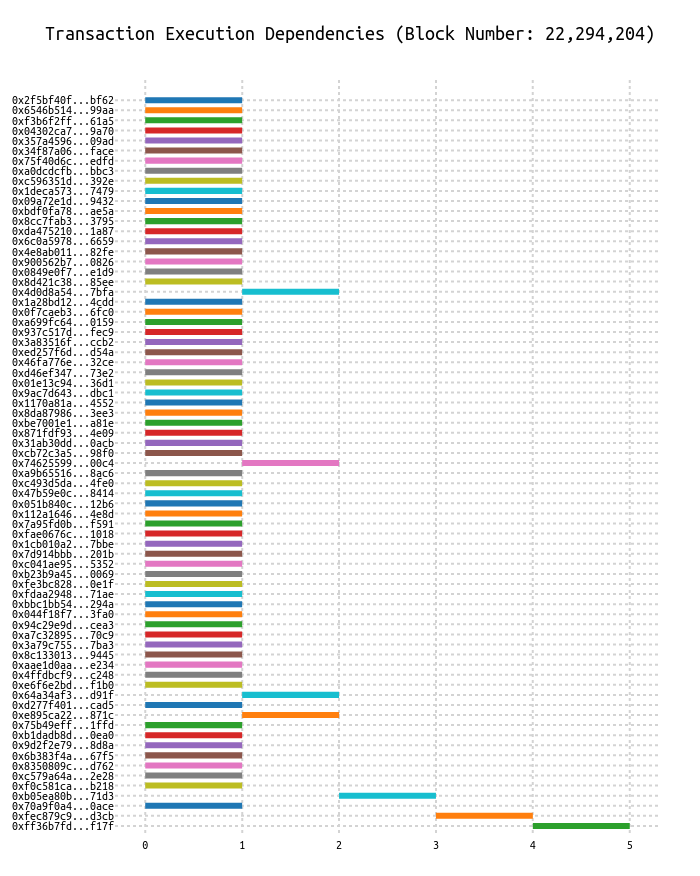 Transaction Execution Dependencies (Block Number: 22,294,204)
0x2f5bf40f...bf62
0x6546b514...99aa
0xf3b6f2ff...61a5
0x04302ca7...9a70
0x357a4596...09ad
0x34f87a06...face
0x75f40d6c...edfd
0xa0dcdcfb...bbc3
0xc596351d...392e
0x1deca573...7479
0x09a72e1d...9432
0xbdf0fa78...ae5a
0x8cc7fab3...3795
0xda475210...1a87
0x6c0a5978...6659
0x4e8ab011...82fe
0x900562b7...0826
0x0849e0f7...e1d9
0x8d421c38...85ee
0x4d0d8a54...7bfa
0x1a28bd12...4cdd
0x0f7caeb3...6fc0
0xa699fc64...0159
0x937c517d...fec9
0x3a83516f...ccb2
0xed257f6d...d54a
0x46fa776e...32ce
0xd46ef347...73e2
0x01e13c94...36d1
0x9ac7d643...dbc1
0x1170a81a...4552
0x8da87986...3ee3
0xbe7001e1...a81e
0x871fdf93...4e09
0x31ab30dd...0acb
0xcb72c3a5...98f0
0x74625599...00c4
0xa9b65516...8ac6
0xc493d5da...4fe0
0x47b59e0c...8414
0x051b840c...12b6
0x112a1646...4e8d
0x7a95fd0b...f591
0xfae0676c...1018
0x1cb010a2...7bbe
0x7d914bbb...201b
0xc041ae95...5352
0xb23b9a45...0069
0xfe3bc828...0e1f
0xfdaa2948...71ae
0xbbc1bb54...294a
0x044f18f7...3fa0
0x94c29e9d...cea3
0xa7c32895...70c9
0x3a79c755...7ba3
0x8c133013...9445
0xaae1d0aa...e234
0x4ffdbcf9...c248
0xe6f6e2bd...f1b0
0x64a34af3...d91f
0xd277f401...cad5
0xe895ca22...871c
0x75b49eff...1ffd
0xb1dadb8d...0ea0
0x9d2f2e79...8d8a
0x6b383f4a...67f5
0x8350809c...d762
0xc579a64a...2e28
0xf0c581ca...b218
0xb05ea80b...71d3
0x70a9f0a4...0ace
0xfec879c9...d3cb
0xff36b7fd...f17f
0 1 2 3 4 5